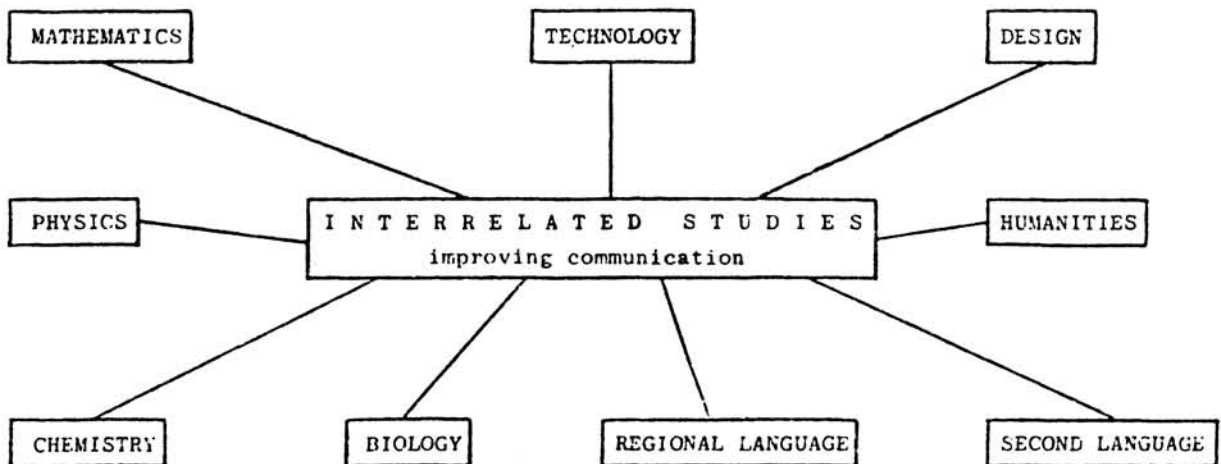 MATHEMATICS
TECHNOLOGY
DESIGN
PHYSICS
INTERRELATED STUDIES
improving communication
HUMANITIES
CHEMISTRY
BIOLOGY
REGIONAL LANGUAGE
SECOND LANGUAGE